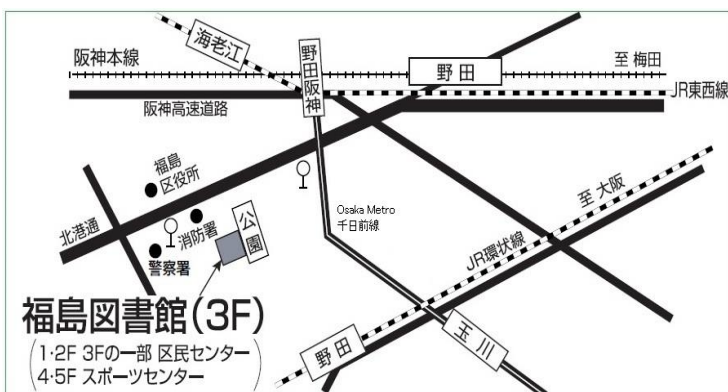 海老江
阪神本線
野田阪神
野田
至 梅田
JR東西線
阪神高速道路
福島
区役所
北港通
消防署
公園
警察署
Osaka Metro
千日前線
至 大阪
JR環状線
福島図書館(3F)
1・2F 3Fの一部 区民センター
4・5F スポーツセンター
野田
玉川